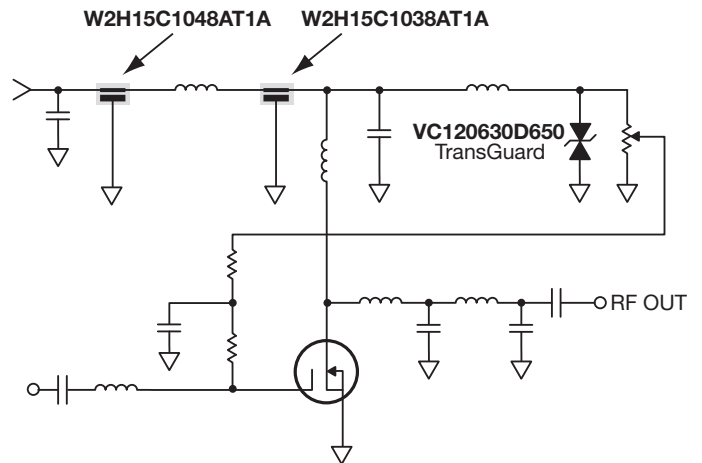 W2H15C1048AT1A
W2H15C1038AT1A
VC120630D650
TransGuard
RF OUT